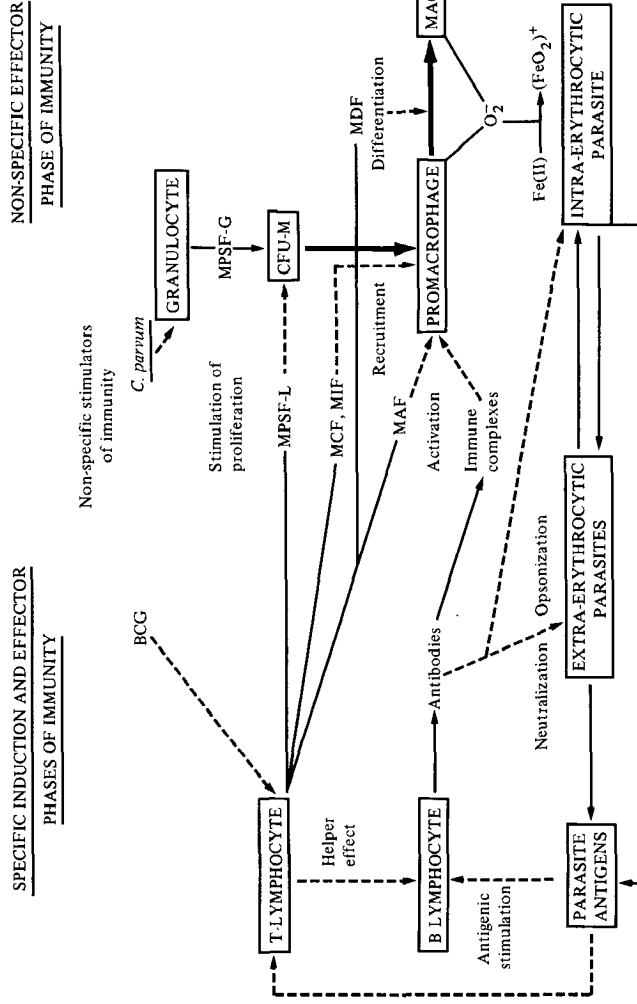 SPECIFIC INDUCTION AND EFFECTOR
PHASES OF IMMUNITY
NON-SPECIFIC EFFECTOR
PHASE OF IMMUNITY
Non-specific stimulators
of immunity
BCG
C. parvum
GRANULOCYTE
MPSF-G
Stimulation of
proliferation
T-LYMPHOCYTE
MPSF-L
CFU-M
MCF, MIF
Recruitment
MDF
Differentiation
MAF
Helper
effect
Activation
B LYMPHOCYTE
Antibodies
Immune
complexes
PROMACROPHAGE
MAC
O₂⁻
Fe(II)
(FeO₂)⁺
Antigenic
stimulation
Neutralization
Opsonization
PARASITE
ANTIGENS
EXTRA-ERYTHROCYTIC
PARASITES
INTRA-ERYTHROCYTIC
PARASITE